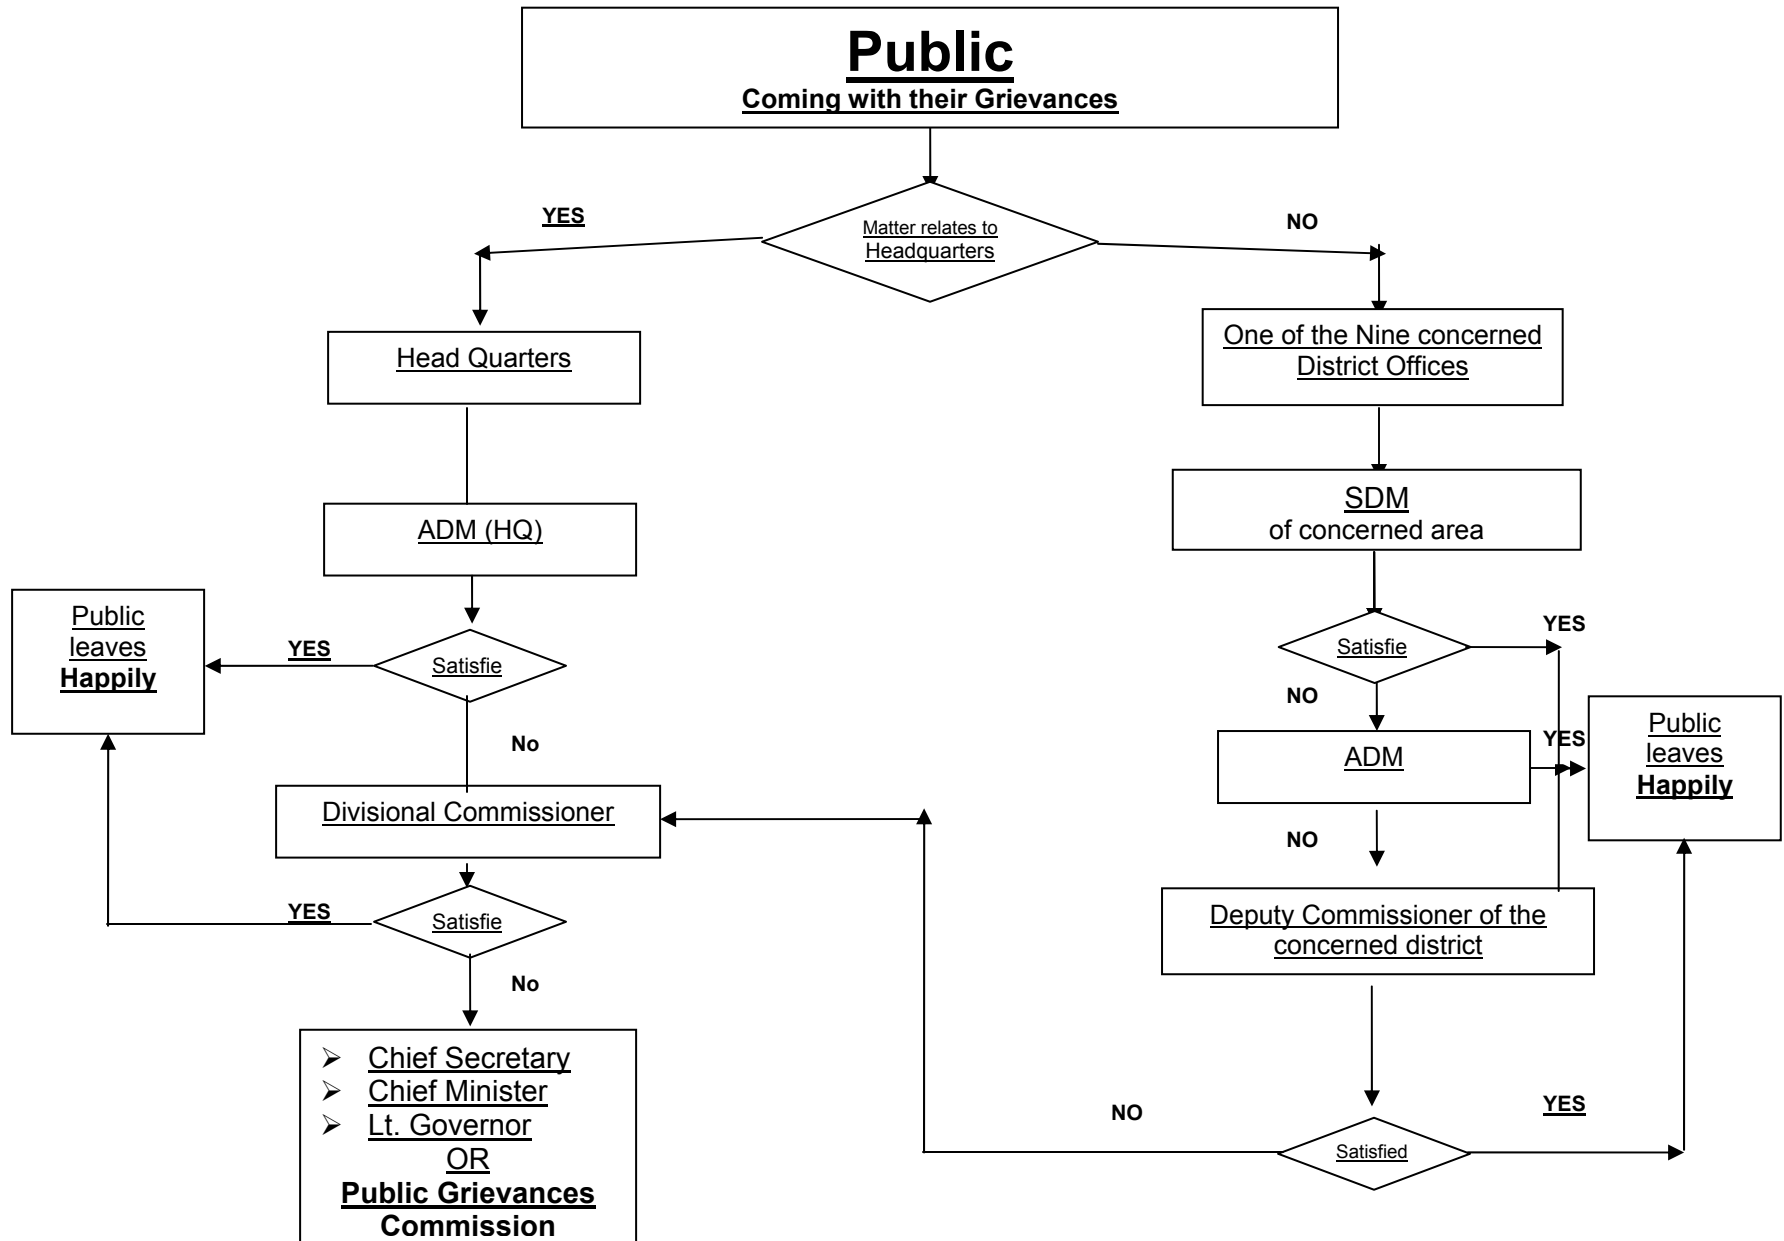 Public
Coming with their Grievances
YES
Matter relates to
Headquarters
NO
Head Quarters
One of the Nine concerned
District Offices
ADM (HQ)
SDM
of concerned area
Public
leaves
Happily
YES
Satisfie
Satisfie
YES
NO
No
ADM
YES
Public
leaves
Happily
Divisional Commissioner
NO
YES
Satisfie
Deputy Commissioner of the
concerned district
No
➢ Chief Secretary
➢ Chief Minister
➢ Lt. Governor
OR
Public Grievances
Commission
NO
Satisfied
YES